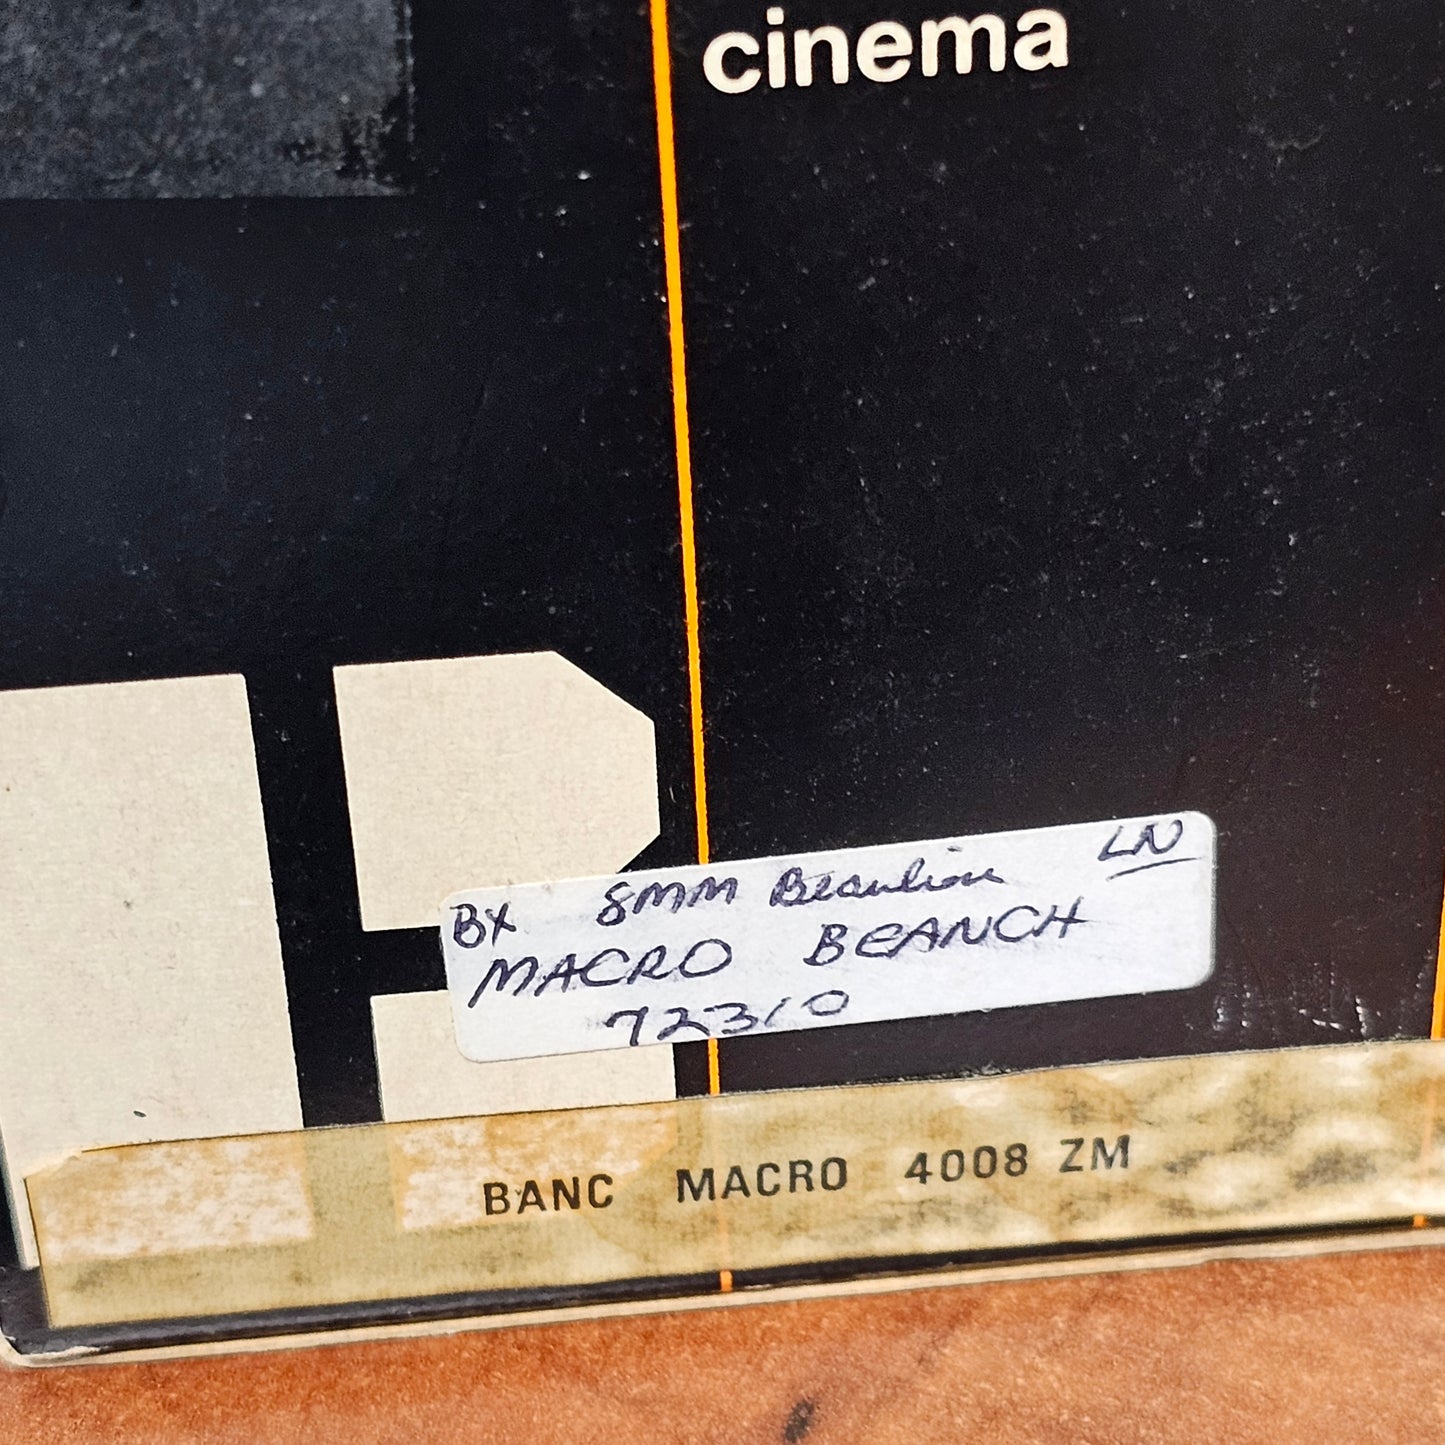 cinema
BX 8MM Beaulieu LN
MACRO BEANCH
72310
BANC MACRO 4008 ZM